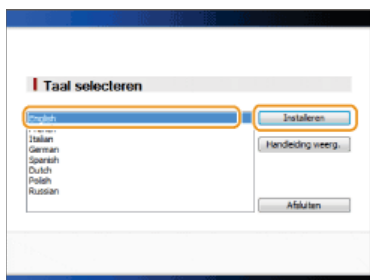 Taal selecteren
English
Italian
German
Spanish
Dutch
Polish
Russian
Installeren
Handleiding weerg.
Afsluiten